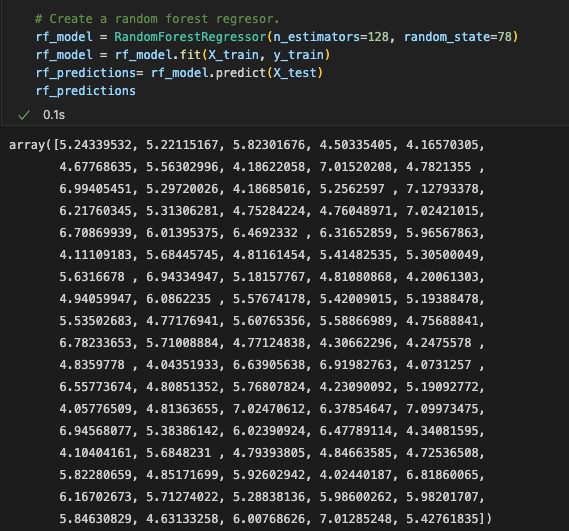 # Create a random forest regresor.
rf_model = RandomForestRegressor(n_estimators=128, random_state=78)
rf_model = rf_model.fit(X_train, y_train)
rf_predictions= rf_model.predict(X_test)
rf_predictions
0.1s
array([5.24339532, 5.22115167, 5.82301676, 4.50335405, 4.16570305,
4.67768635, 5.56302996, 4.18622058, 7.01520208, 4.7821355 ,
6.99405451, 5.29720026, 4.18685016, 5.2562597 , 7.12793378,
6.21760345, 5.31306281, 4.75284224, 4.76048971, 7.02421015,
6.70869939, 6.01395375, 6.4692332 , 6.31652859, 5.96567863,
4.11109183, 5.68445745, 4.81161454, 5.41482535, 5.30500049,
5.6316678 , 6.94334947, 5.18157767, 4.81080868, 4.20061303,
4.94059947, 6.0862235 , 5.57674178, 5.42009015, 5.19388478,
5.53502683, 4.77176941, 5.60765356, 5.58866989, 4.75688841,
6.78233653, 5.71008884, 4.77124838, 4.30662296, 4.2475578 ,
4.8359778 , 4.04351933, 6.63905638, 6.91982763, 4.0731257 ,
6.55773674, 4.80851352, 5.76807824, 4.23090092, 5.19092772,
4.05776509, 4.81363655, 7.02470612, 6.37854647, 7.09973475,
6.94568077, 5.38386142, 6.02390924, 6.47789114, 4.34081595,
4.10404161, 5.6848231 , 4.79393805, 4.84663585, 4.72536508,
5.82280659, 4.85171699, 5.92602942, 4.02440187, 6.81860065,
6.16702673, 5.71274022, 5.28838136, 5.98600262, 5.98201707,
5.84630829, 4.63133258, 6.00768626, 7.01285248, 5.42761835])